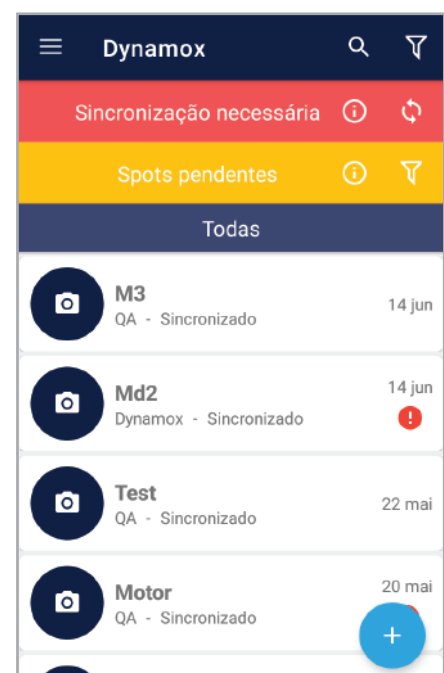 Dynamox
Sincronização necessária
Spots pendentes
Todas
M3
14 jun
QA - Sincronizado
Md2
14 jun
Dynamox - Sincronizado
Test
22 mai
QA - Sincronizado
Motor
20 mai
QA - Sincronizado